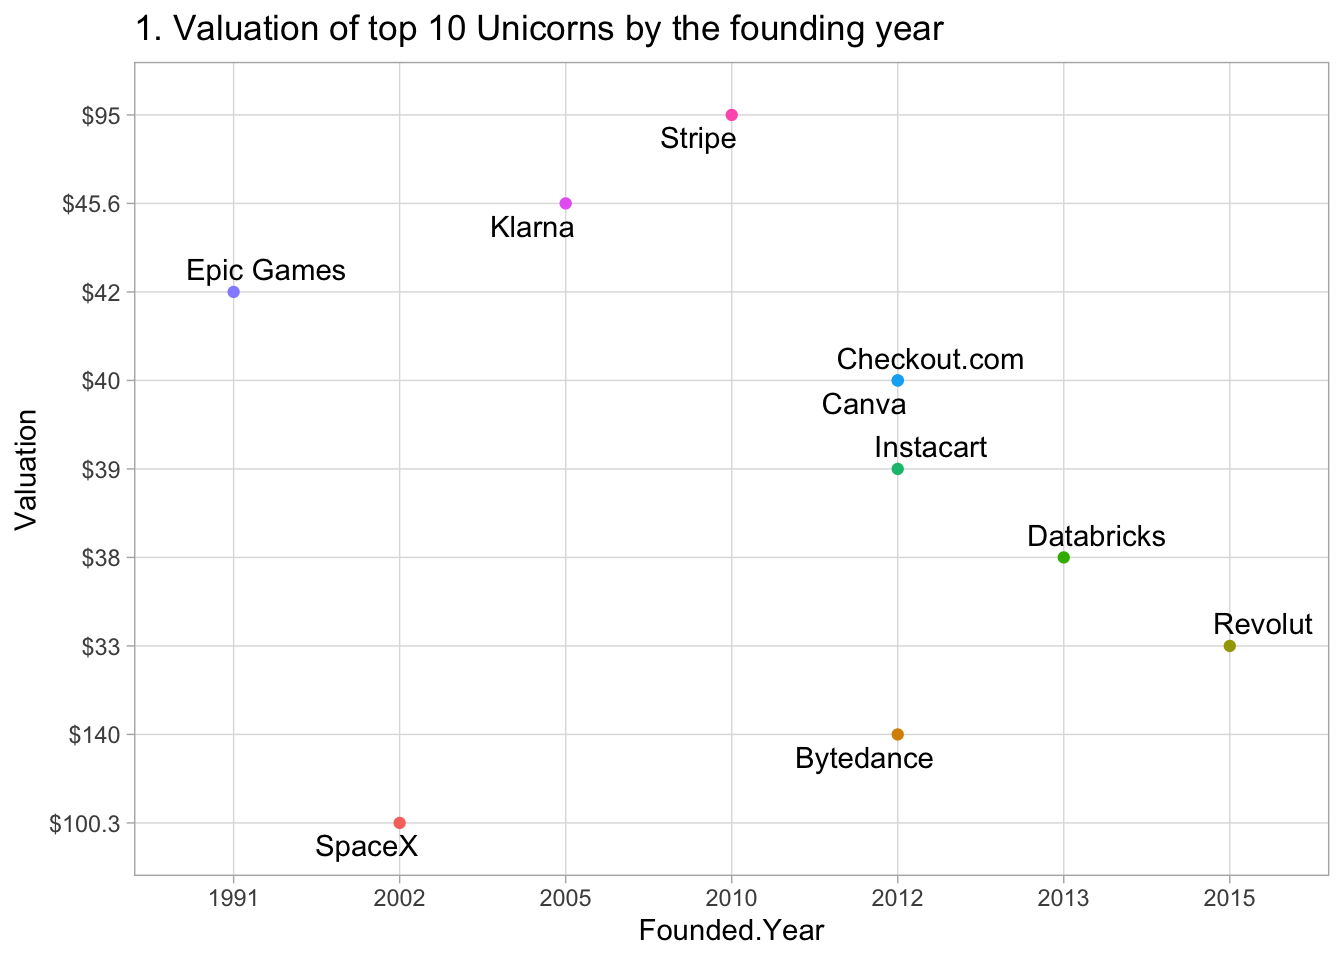 1. Valuation of top 10 Unicorns by the founding year
$95
Stripe
$45.6
Klarna
Epic Games
$42
Checkout.com
$40
Canva
Instacart
$39
Valuation
Databricks
$38
Revolut
$33
$140
Bytedance
$100.3
SpaceX
1991 2002 2005 2010 2012 2013 2015
Founded.Year